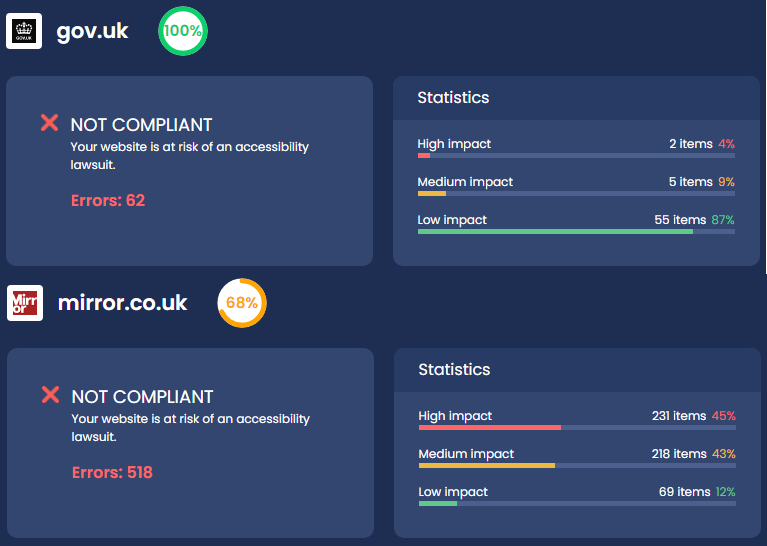 GOV.UK
gov.uk
100%
NOT COMPLIANT
Your website is at risk of an accessibility
lawsuit.
Errors: 62
Statistics
High impact 2 items 4%
Medium impact 5 items 9%
Low impact 55 items 87%
Mirr
or
mirror.co.uk
68%
NOT COMPLIANT
Your website is at risk of an accessibility
lawsuit.
Errors: 518
Statistics
High impact 231 items 45%
Medium impact 218 items 43%
Low impact 69 items 12%